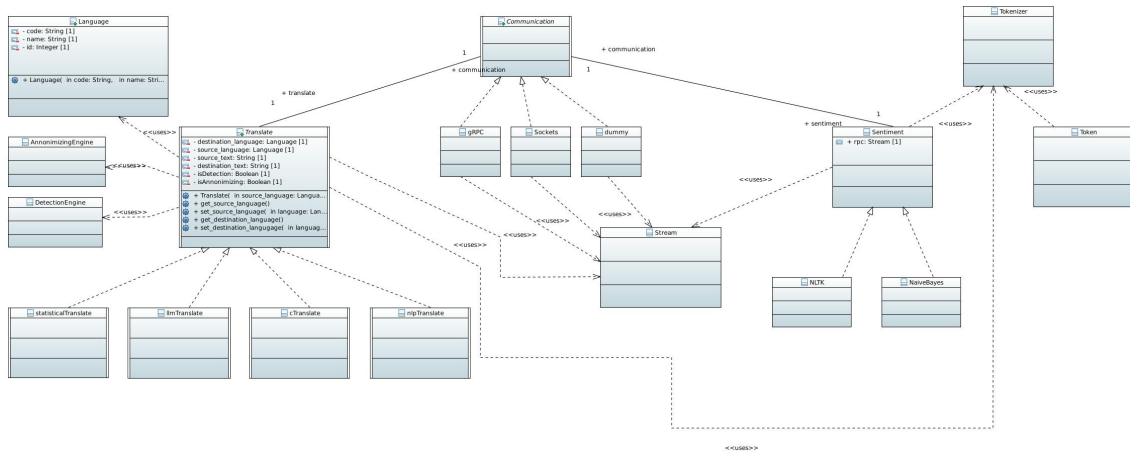 Language
- code: String [1]
- name: String [1]
- id: Integer [1]
+ Language( in code: String, in name: Stri...
Communication
Tokenizer
1
+ communication
+ communication
1
+ translate
1
1
+ sentiment
<<uses>>
<<uses>>
<<uses>>
AnnonimizingEngine
<<uses>>
DetectionEngine
<<uses>>
Translate
- destination_language: Language [1]
- source_language: Language [1]
- source_text: String [1]
- destination_text: String [1]
- isDetection: Boolean [1]
- isAnnonimizing: Boolean [1]
+ Translate( in source_language: Langua...
+ get_source_language()
+ set_source_language( in language: Lan...
+ get_destination_language()
+ set_destination_langugage( in languag...
gRPC
Sockets
dummy
Sentiment
+ rpc: Stream [1]
Token
<<uses>>
<<uses>>
<<uses>>
<<uses>>
<<uses>>
<<uses>>
Stream
NLTK
NaiveBayes
statisticalTranslate
llmTranslate
cTranslate
nlpTranslate
<<uses>>